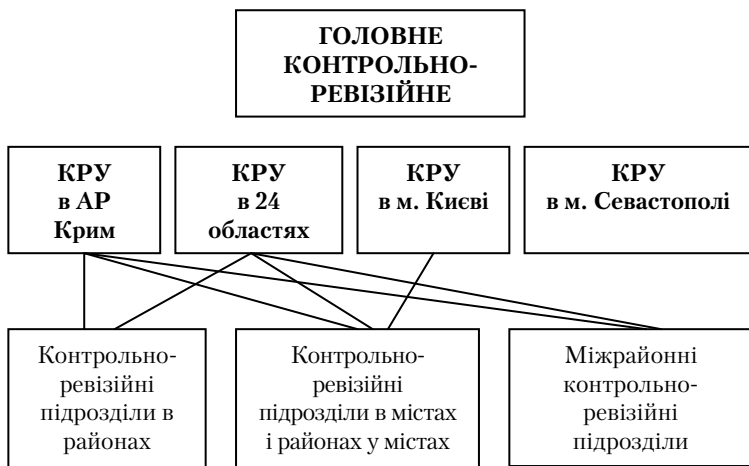 ГОЛОВНЕ
КОНТРОЛЬНО-
РЕВІЗІЙНЕ
КРУ
в АР
Крим
КРУ
в 24
областях
КРУ
в м. Києві
КРУ
в м. Севастополі
Контрольно-
ревізійні
підрозділи в
районах
Контрольно-
ревізійні
підрозділи в містах
і районах у містах
Міжрайонні
контрольно-
ревізійні
підрозділи